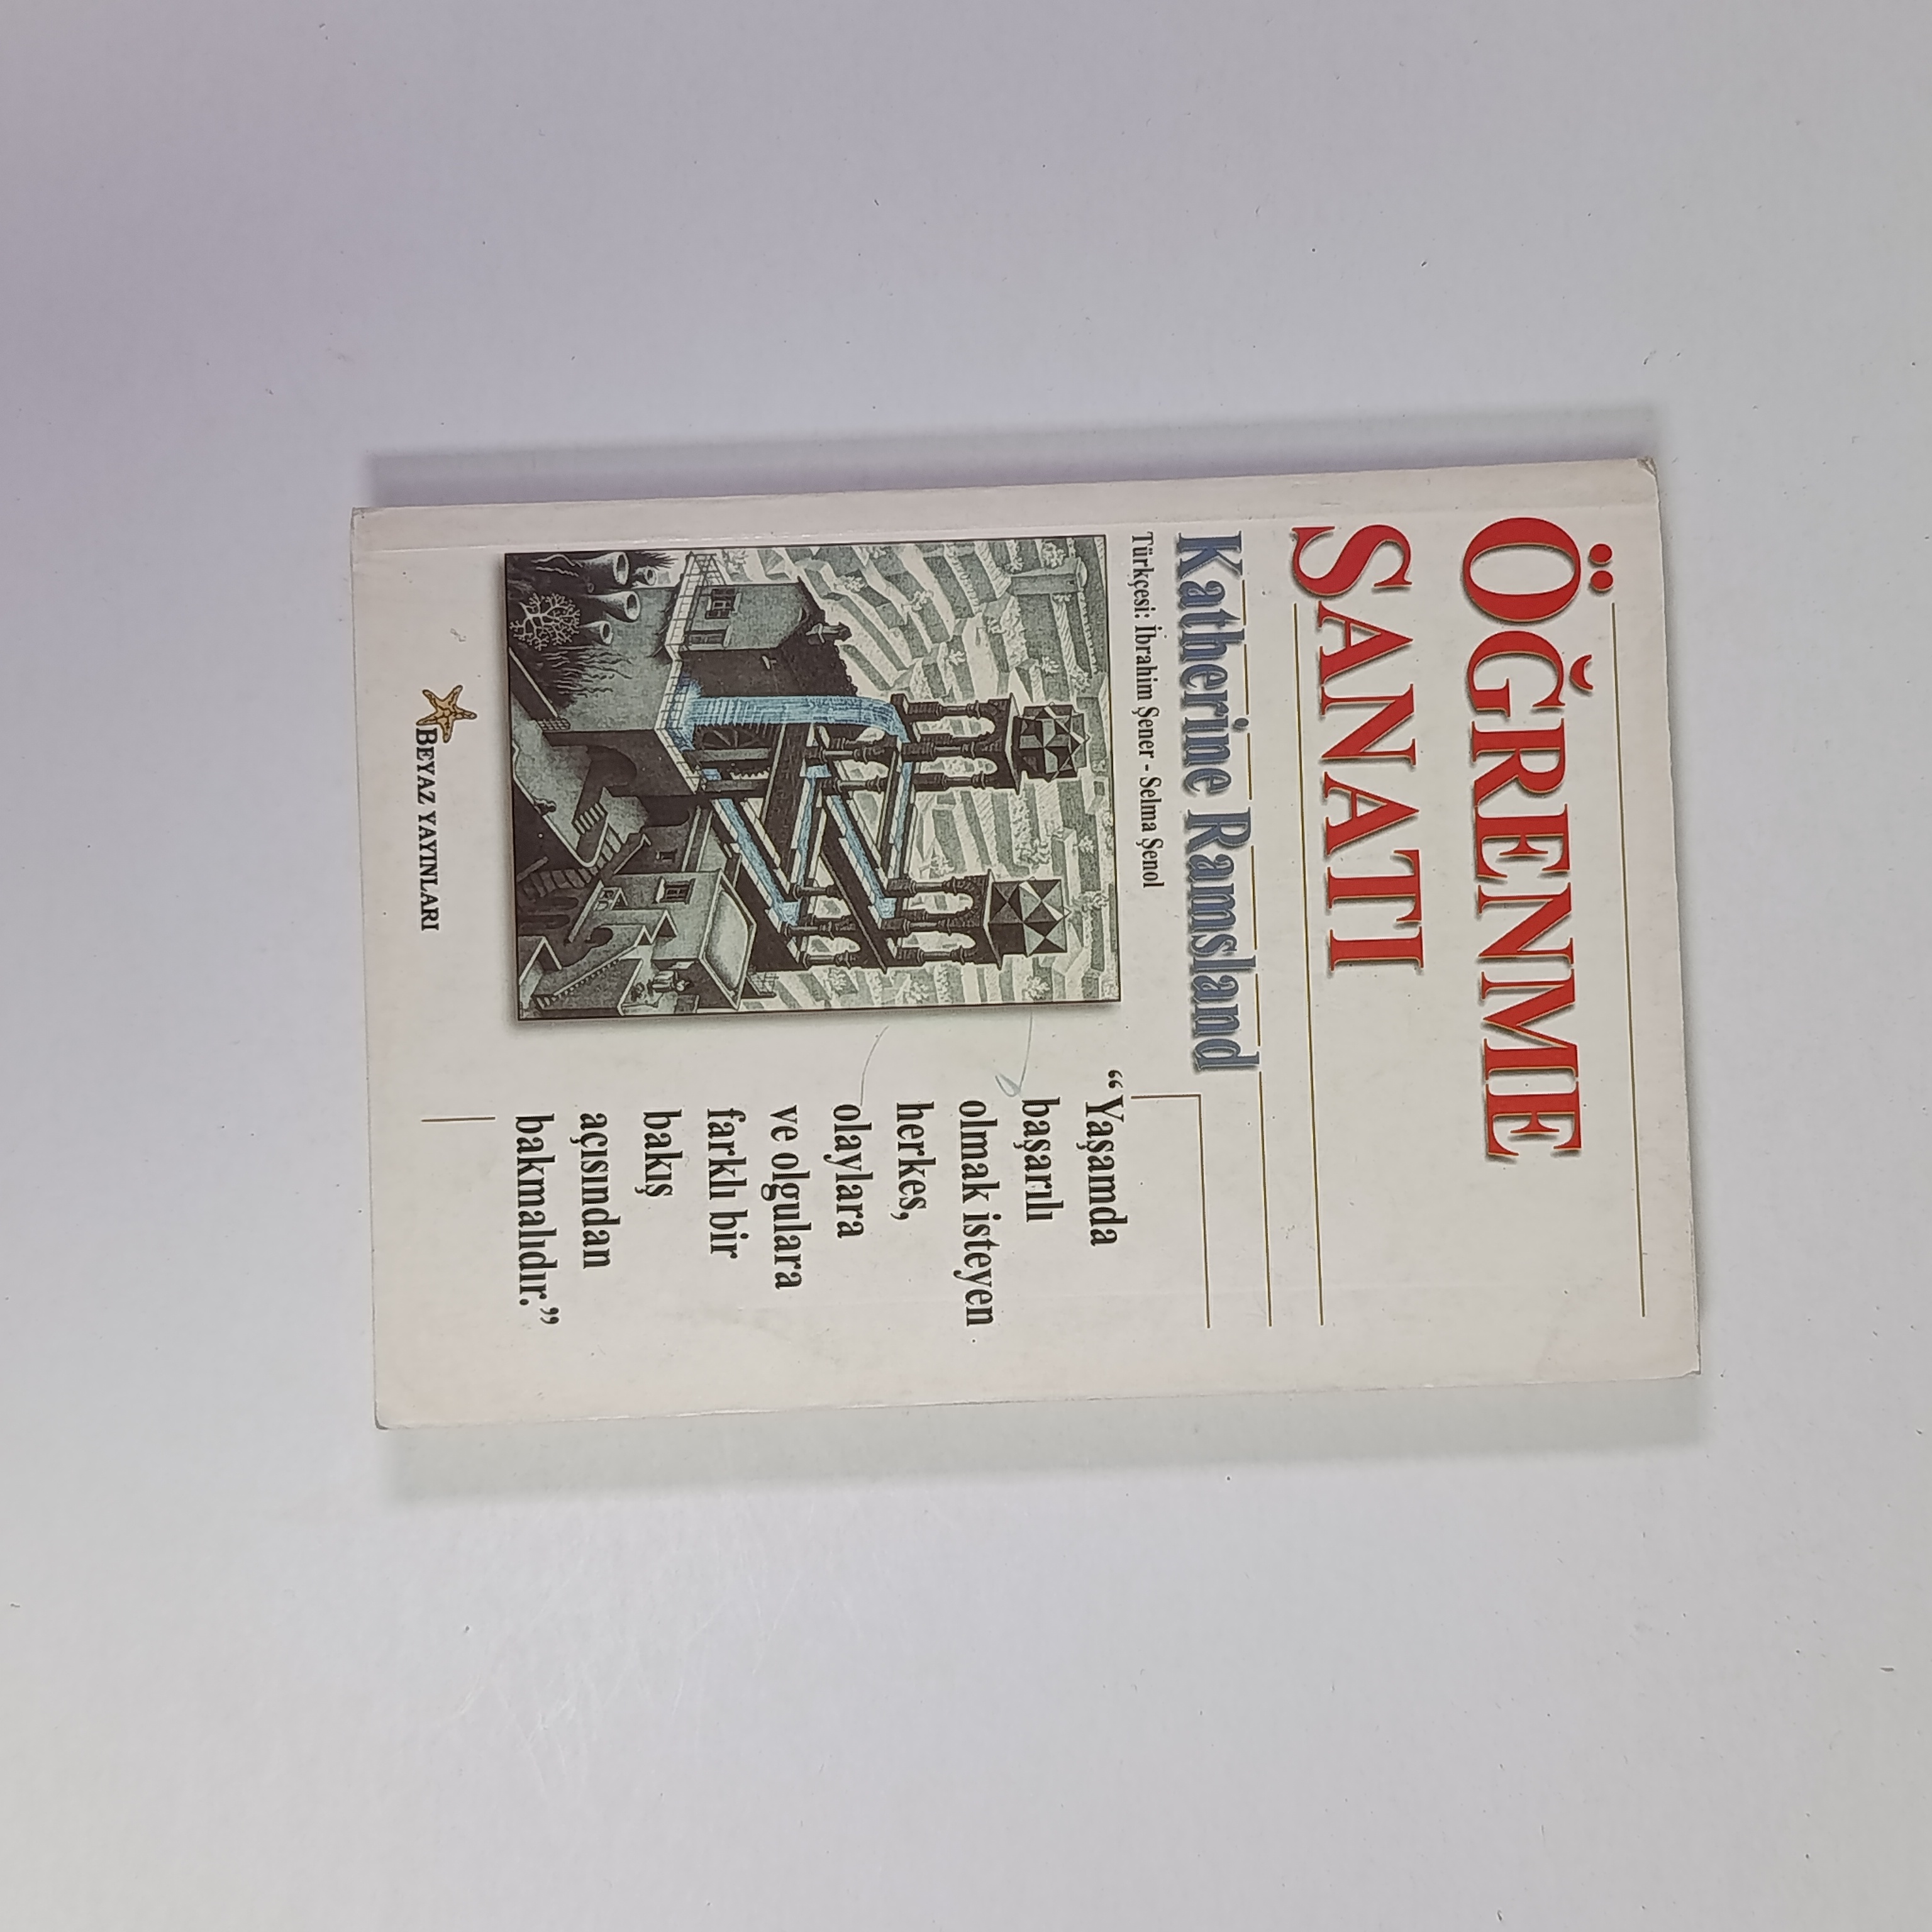 ÖĞRENME
SANATI
Katherine Ramsland
Türkçesi: İbrahim Şener - Selma Şenol
“Yaşamda
başarılı
olmak isteyen
herkes,
olaylara
ve olgulara
farklı bir
bakış
açısından
bakmalıdır.”
BEYAZ YAYINLARI